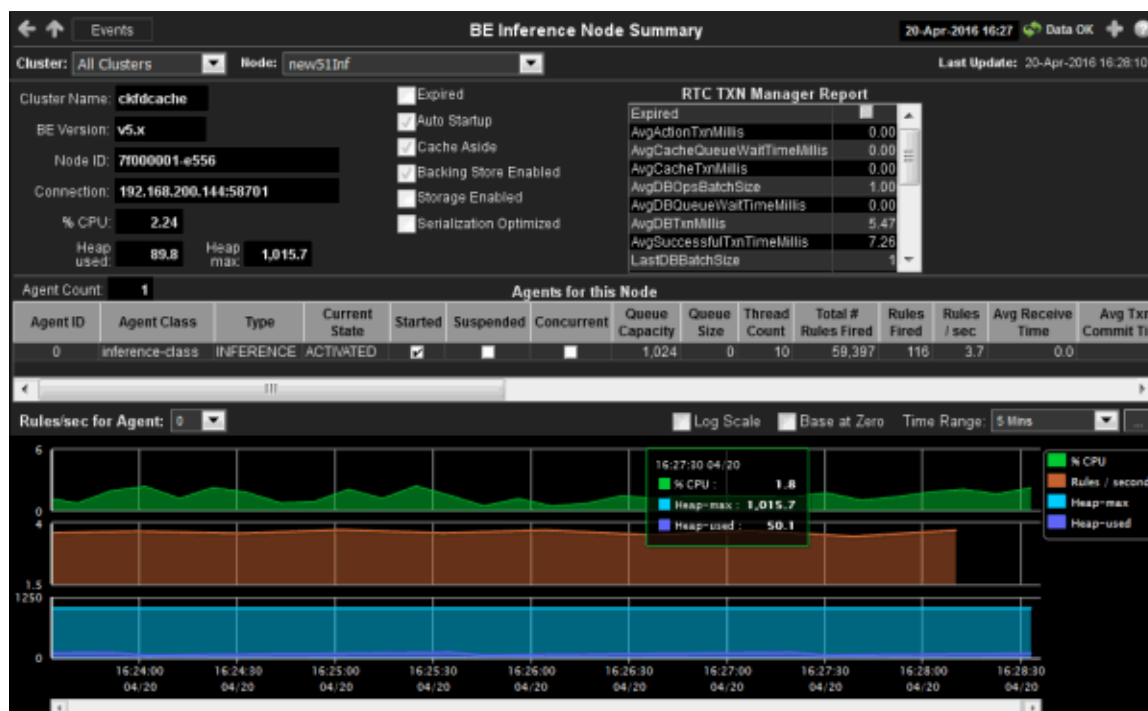 Events
BE Inference Node Summary
20-Apr-2016 16:27 Data OK
Cluster: All Clusters Node: new51Inf Last Update: 20-Apr-2016 16:28:10
Cluster Name: ckfdcache
BE Version: v5.x
Node ID: 7f000001-e556
Connection: 192.168.200.144:58701
% CPU: 2.24
Heap used: 89.8 Heap max: 1,015.7
Expired
Auto Startup
Cache Aside
Backing Store Enabled
Storage Enabled
Serialization Optimized
RTC TXN Manager Report
Expired
AvgActionTxnMillis 0.00
AvgCacheQueueWaitTimeMillis 0.00
AvgCacheTxnMillis 0.00
AvgDBOpsBatchSize 1.00
AvgDBQueueWaitTimeMillis 0.00
AvgDBTxnMillis 5.47
AvgSuccessfulTxnTimeMillis 7.26
LastDBBatchSize 1
Agent Count: 1 Agents for this Node
Agent ID Agent Class Type Current State Started Suspended Concurrent Queue Capacity Queue Size Thread Count Total # Rules Fired Rules Fired Rules / sec Avg Receive Time Avg Txn Commit T
0 inference-class INFERENCE ACTIVATED 1,024 0 10 59,397 116 3.7 0.0
Rules/sec for Agent: 0 Log Scale Base at Zero Time Range: 5 Mins ...
6
0
4
1.5
1250
0
16:27:30 04/20
% CPU : 1.8
Heap-max : 1,015.7
Heap-used : 50.1
% CPU
Rules / second
Heap-max
Heap-used
16:24:00 16:24:30 16:25:00 16:25:30 16:26:00 16:26:30 16:27:00 16:27:30 16:28:00 16:28:30
04/20 04/20 04/20 04/20 04/20 04/20 04/20 04/20 04/20 04/20